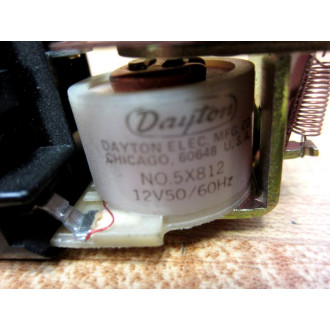 Dayton
DAYTON ELEC. MFG. CO.
CHICAGO, 60648 U.S.A.
NO. 5X812
12V50/60Hz